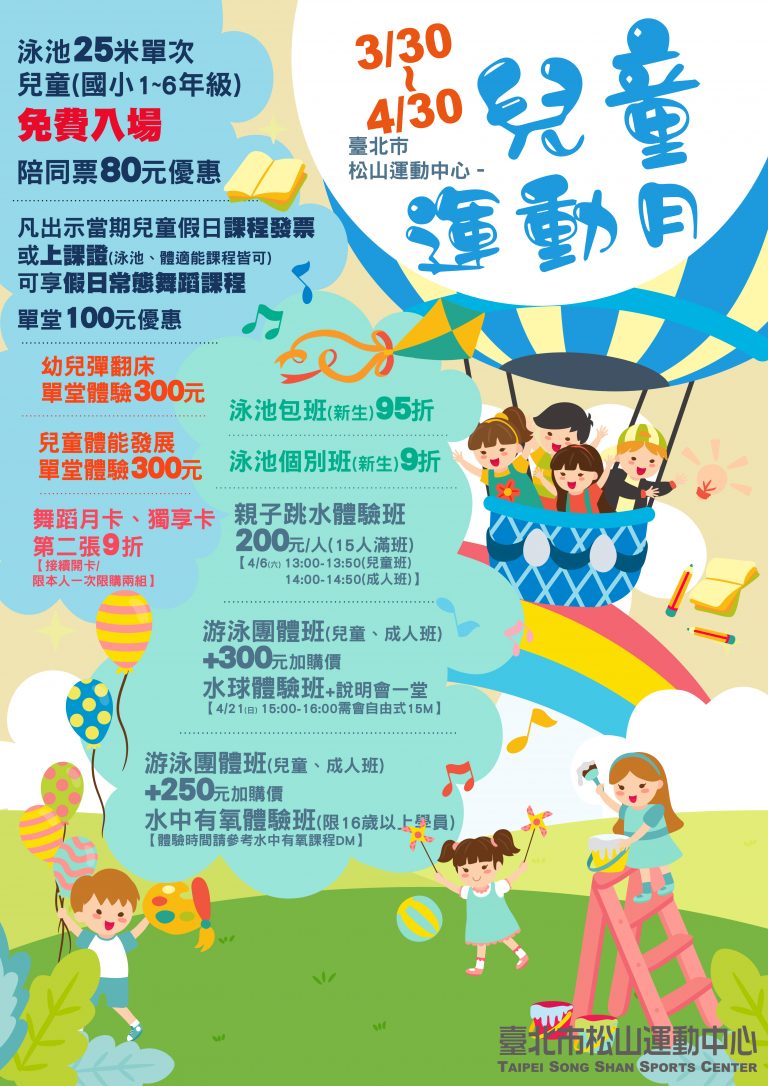 泳池25米單次
兒童(國小1~6年級)
免費入場
陪同票80元優惠
凡出示當期兒童假日課程發票
或上課證(泳池、體適能課程皆可)
可享假日常態舞蹈課程
單堂100元優惠
幼兒彈翻床
單堂體驗300元
兒童體能發展
單堂體驗300元
舞蹈月卡、獨享卡
第二張9折
【接續開卡/
限本人一次限購兩組】
3/30
~
4/30
臺北市
松山運動中心-
兒童
運動月
泳池包班(新生)95折
泳池個別班(新生)9折
親子跳水體驗班
200元/人(15人滿班)
【4/6(六) 13:00-13:50(兒童班)
14:00-14:50(成人班)】
游泳團體班(兒童、成人班)
+300元加購價
水球體驗班+說明會一堂
【4/21(日) 15:00-16:00需會自由式15M】
游泳團體班(兒童、成人班)
+250元加購價
水中有氧體驗班(限16歲以上學員)
【體驗時間請參考水中有氧課程DM】
臺北市松山運動中心
TAIPEI SONG SHAN SPORTS CENTER